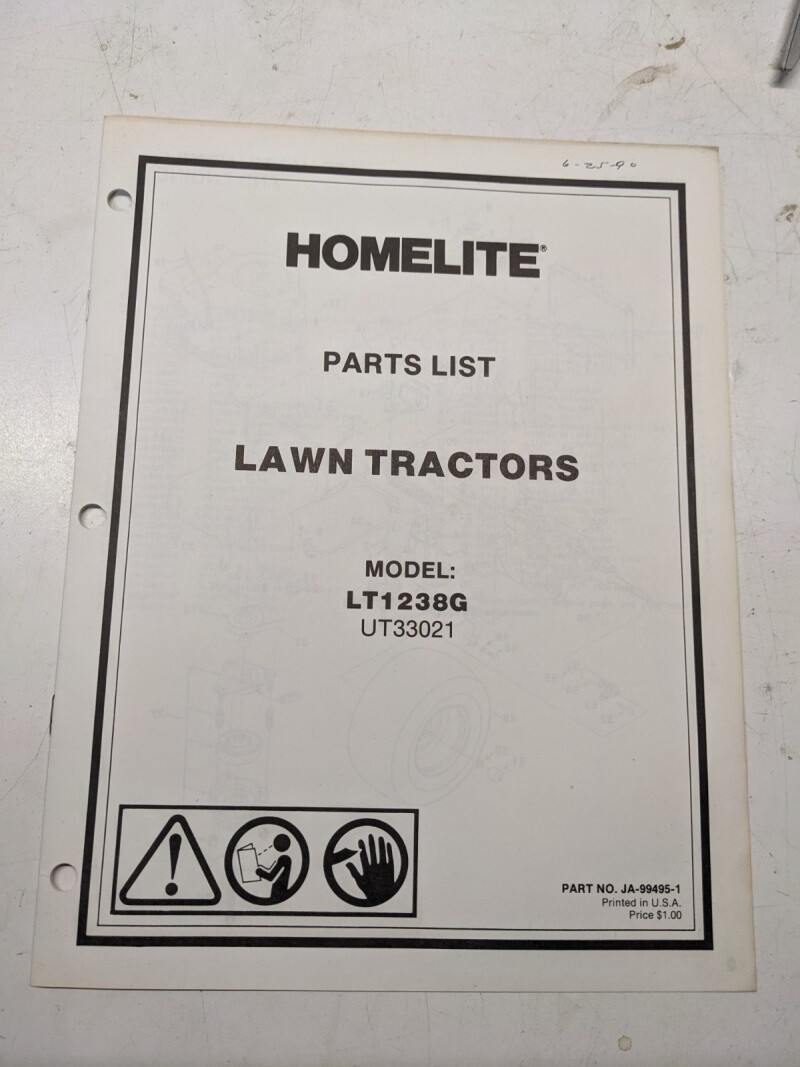 6-25-90
HOMELITE®
PARTS LIST
LAWN TRACTORS
MODEL:
LT1238G
UT33021
PART NO. JA-99495-1
Printed in U.S.A.
Price $1.00